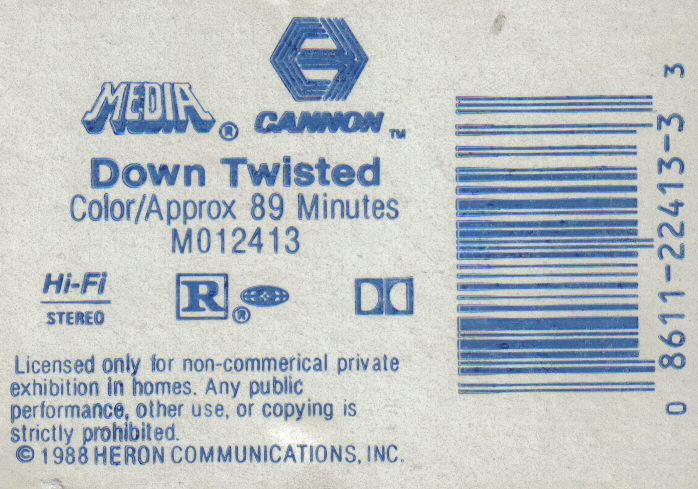 MEDIA ®
CANNON TM
Down Twisted
Color/Approx 89 Minutes
M012413
Hi-Fi
STEREO
R ®
Licensed only for non-commerical private
exhibition in homes. Any public
performance, other use, or copying is
strictly prohibited.
© 1988 HERON COMMUNICATIONS, INC.
0 8611-22413-3 3